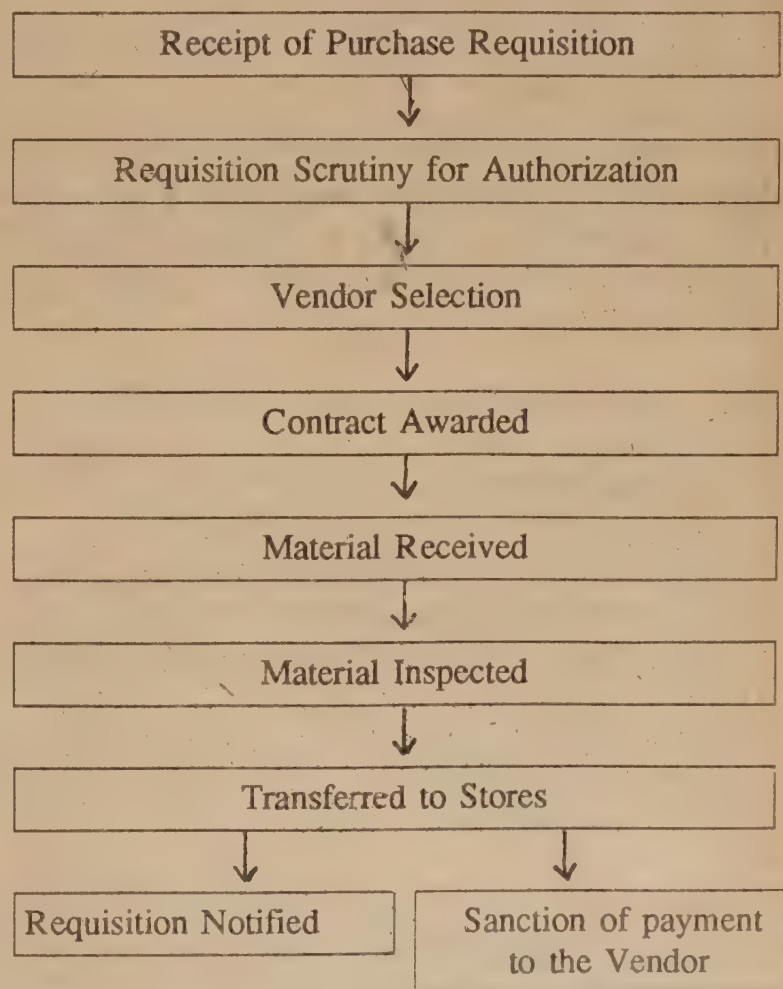 Receipt of Purchase Requisition
Requisition Scrutiny for Authorization
Vendor Selection
Contract Awarded
Material Received
Material Inspected
Transferred to Stores
Requisition Notified
Sanction of payment
to the Vendor